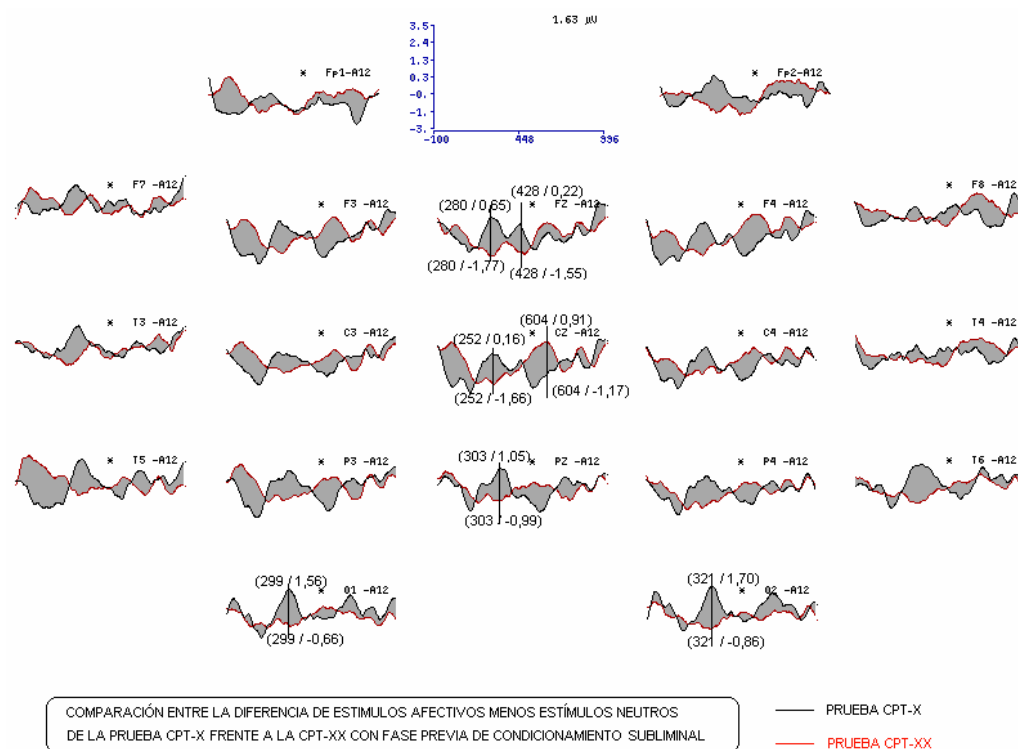 1.63 µV
3.5
2.4
1.3
0.3
-0.
-1.
-3.
-100 448 996
* Fp1-A12
* Fp2-A12
* F7 -A12
* F3 -A12
(428 / 0,22)
(280 / 0,65)
* FZ -A12
(280 / -1,77)
(428 / -1,55)
* F4 -A12
* F8 -A12
* T3 -A12
* C3 -A12
(604 / 0,91)
(252 / 0,16)
* CZ -A12
(252 / -1,66)
(604 / -1,17)
* C4 -A12
* T4 -A12
* T5 -A12
* P3 -A12
(303 / 1,05)
* PZ -A12
(303 / -0,99)
* P4 -A12
* T6 -A12
(299 / 1,56)
* O1 -A12
(299 / -0,66)
(321 / 1,70)
* O2 -A12
(321 / -0,86)
COMPARACIÓN ENTRE LA DIFERENCIA DE ESTIMULOS AFECTIVOS MENOS ESTÍMULOS NEUTROS
DE LA PRUEBA CPT-X FRENTE A LA CPT-XX CON FASE PREVIA DE CONDICIONAMIENTO SUBLIMINAL
PRUEBA CPT-X
PRUEBA CPT-XX